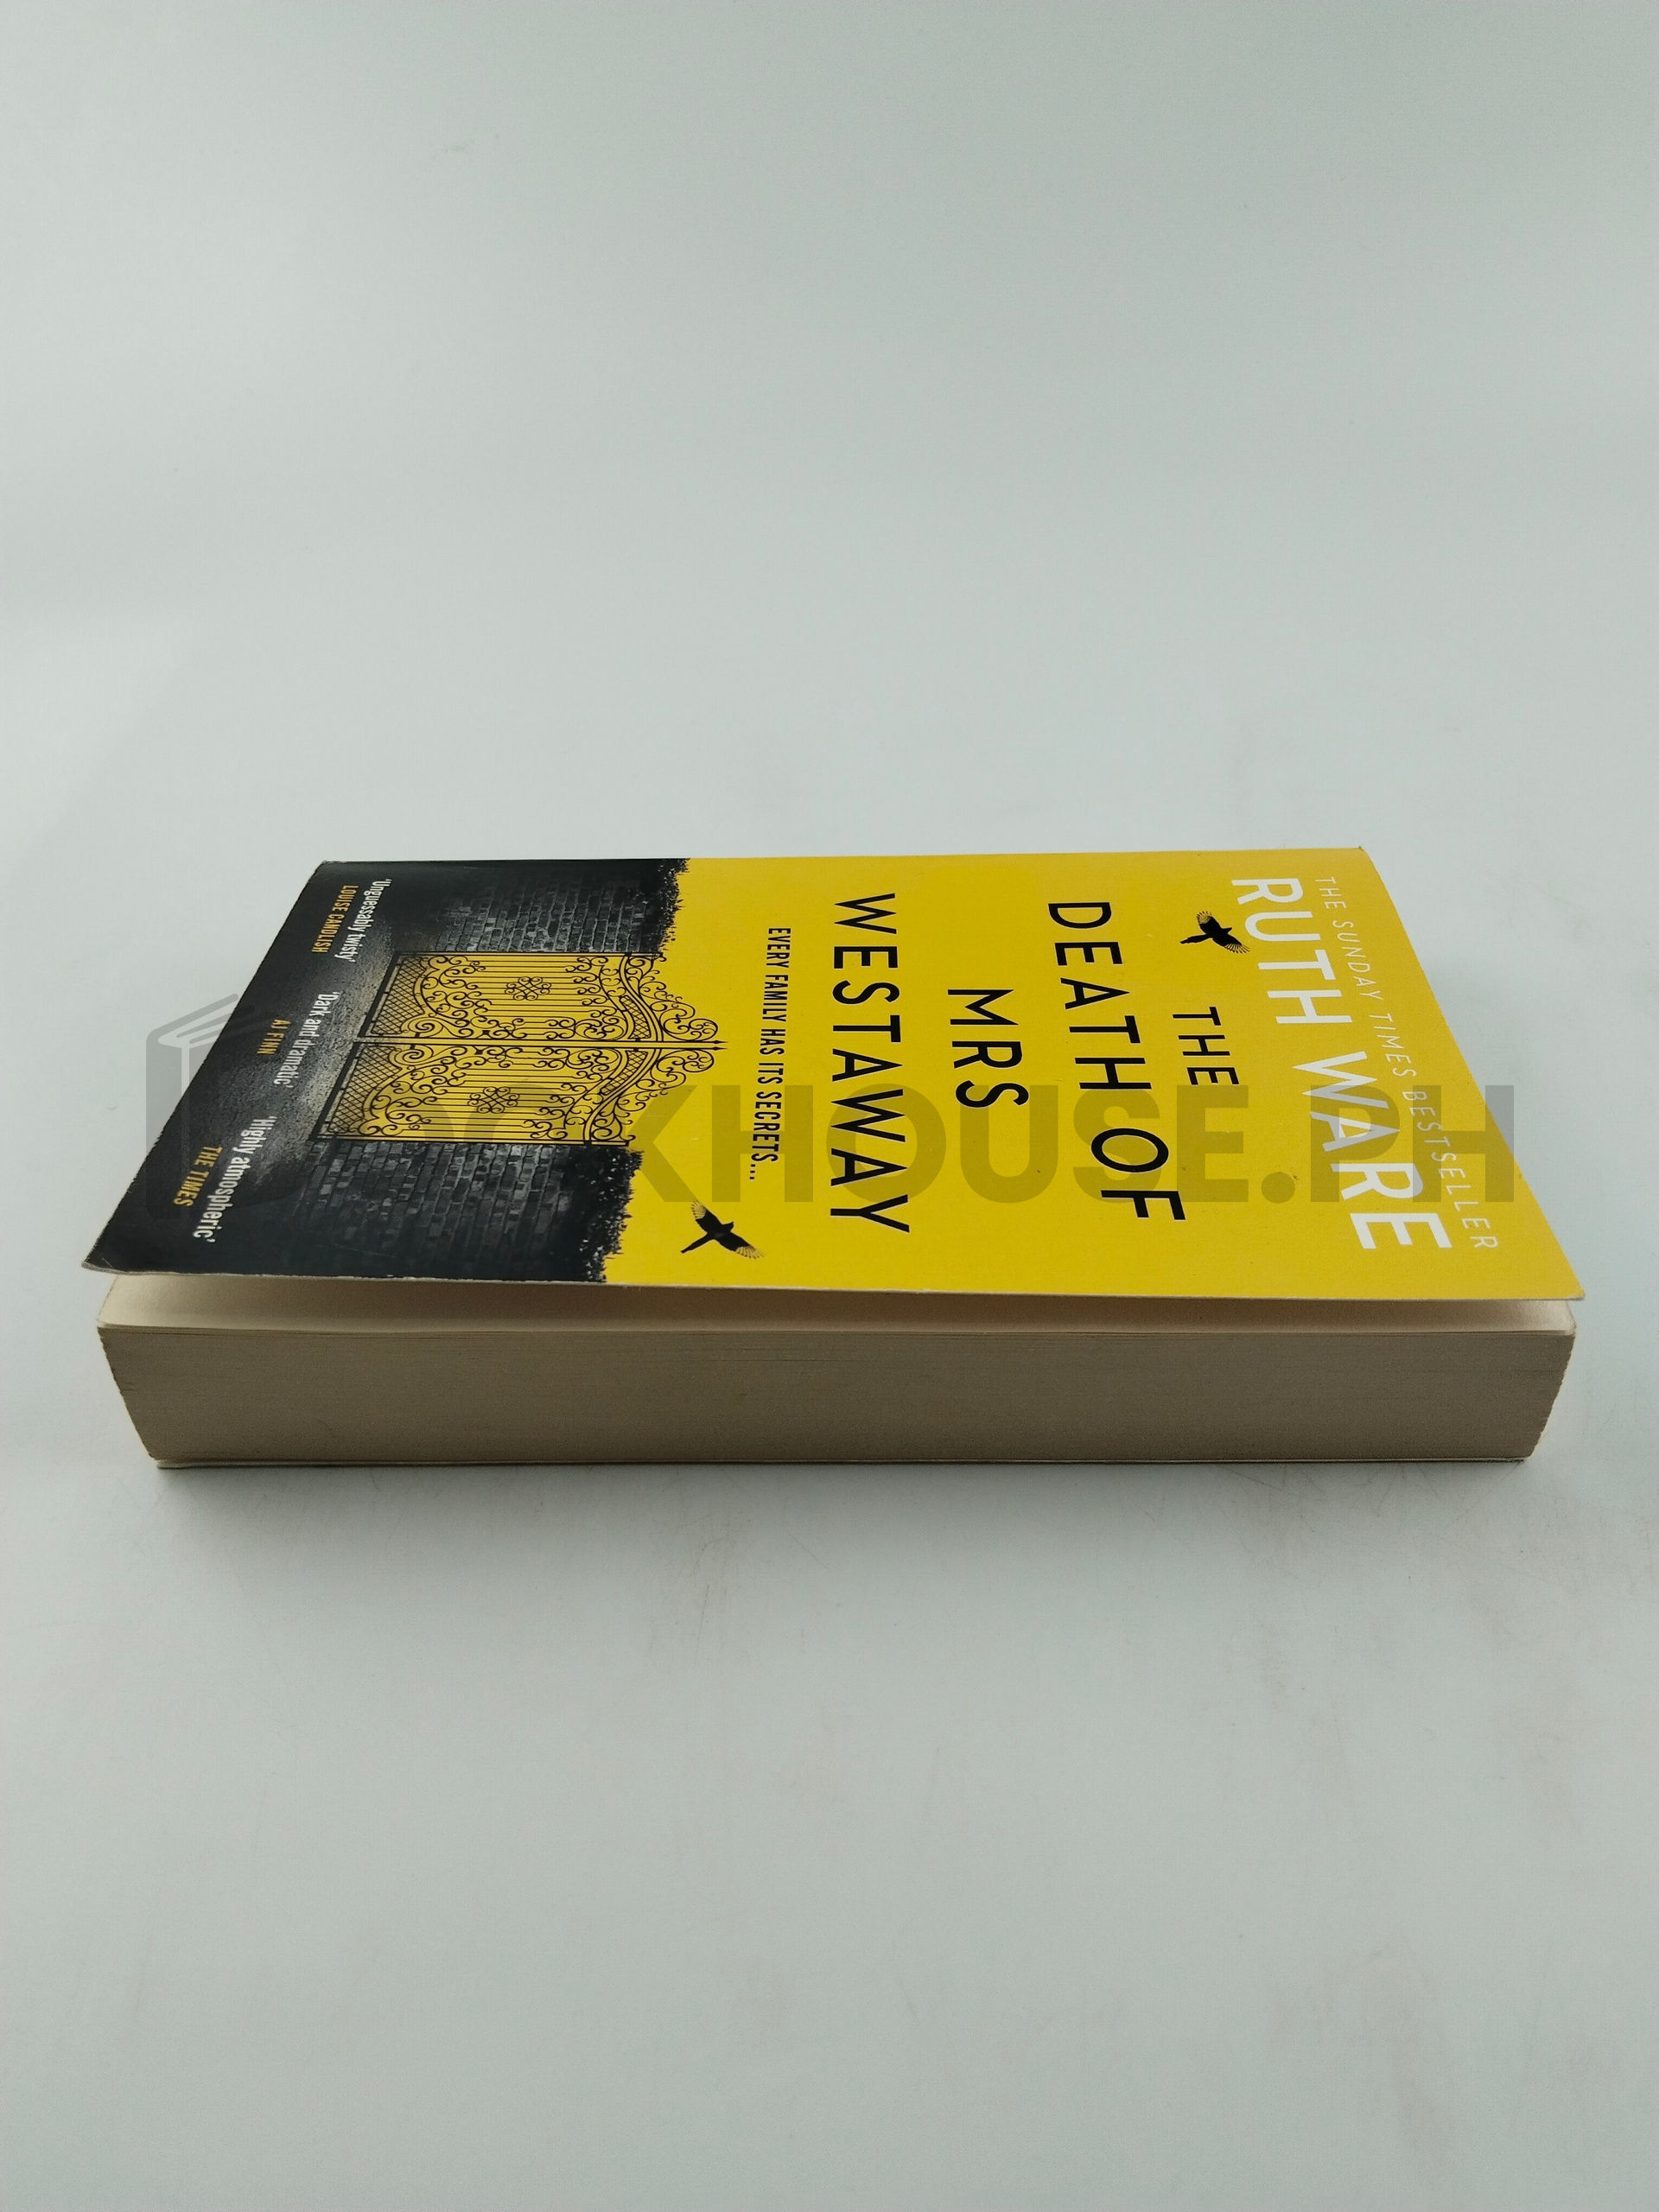 THE SUNDAY TIMES BESTSELLER
RUTH WARE
THE
DEATH OF
MRS
WESTAWAY
EVERY FAMILY HAS ITS SECRETS...
'Unguessably twisty'
LOUISE CANDLISH
'Dark and dramatic'
AJ FINN
'Highly atmospheric'
THE TIMES
BOOKHOUSE.PH